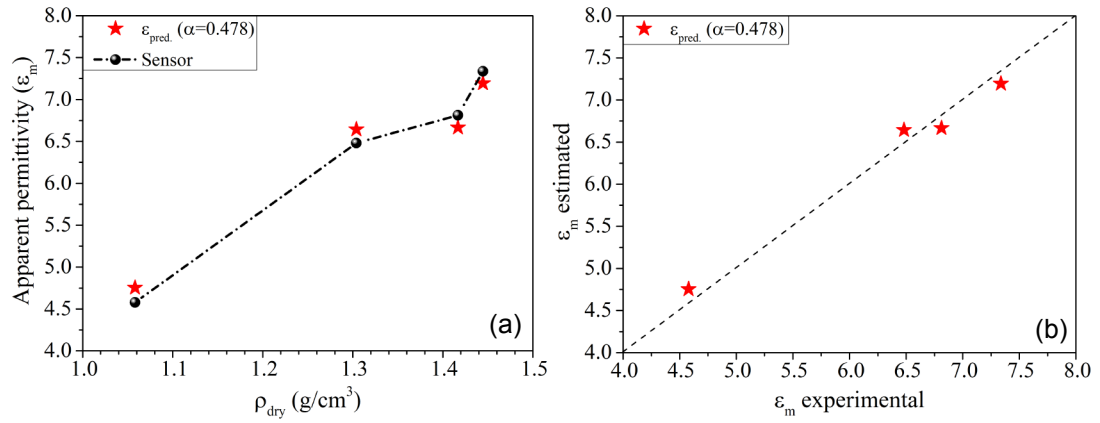 8.0
7.5
7.0
6.5
6.0
5.5
5.0
4.5
4.0
Apparent permittivity (εm)
εpred. (α=0.478)
Sensor
(a)
1.0 1.1 1.2 1.3 1.4 1.5
ρdry (g/cm³)
8.0
7.5
7.0
6.5
6.0
5.5
5.0
4.5
4.0
εm estimated
εpred. (α=0.478)
(b)
4.0 4.5 5.0 5.5 6.0 6.5 7.0 7.5 8.0
εm experimental